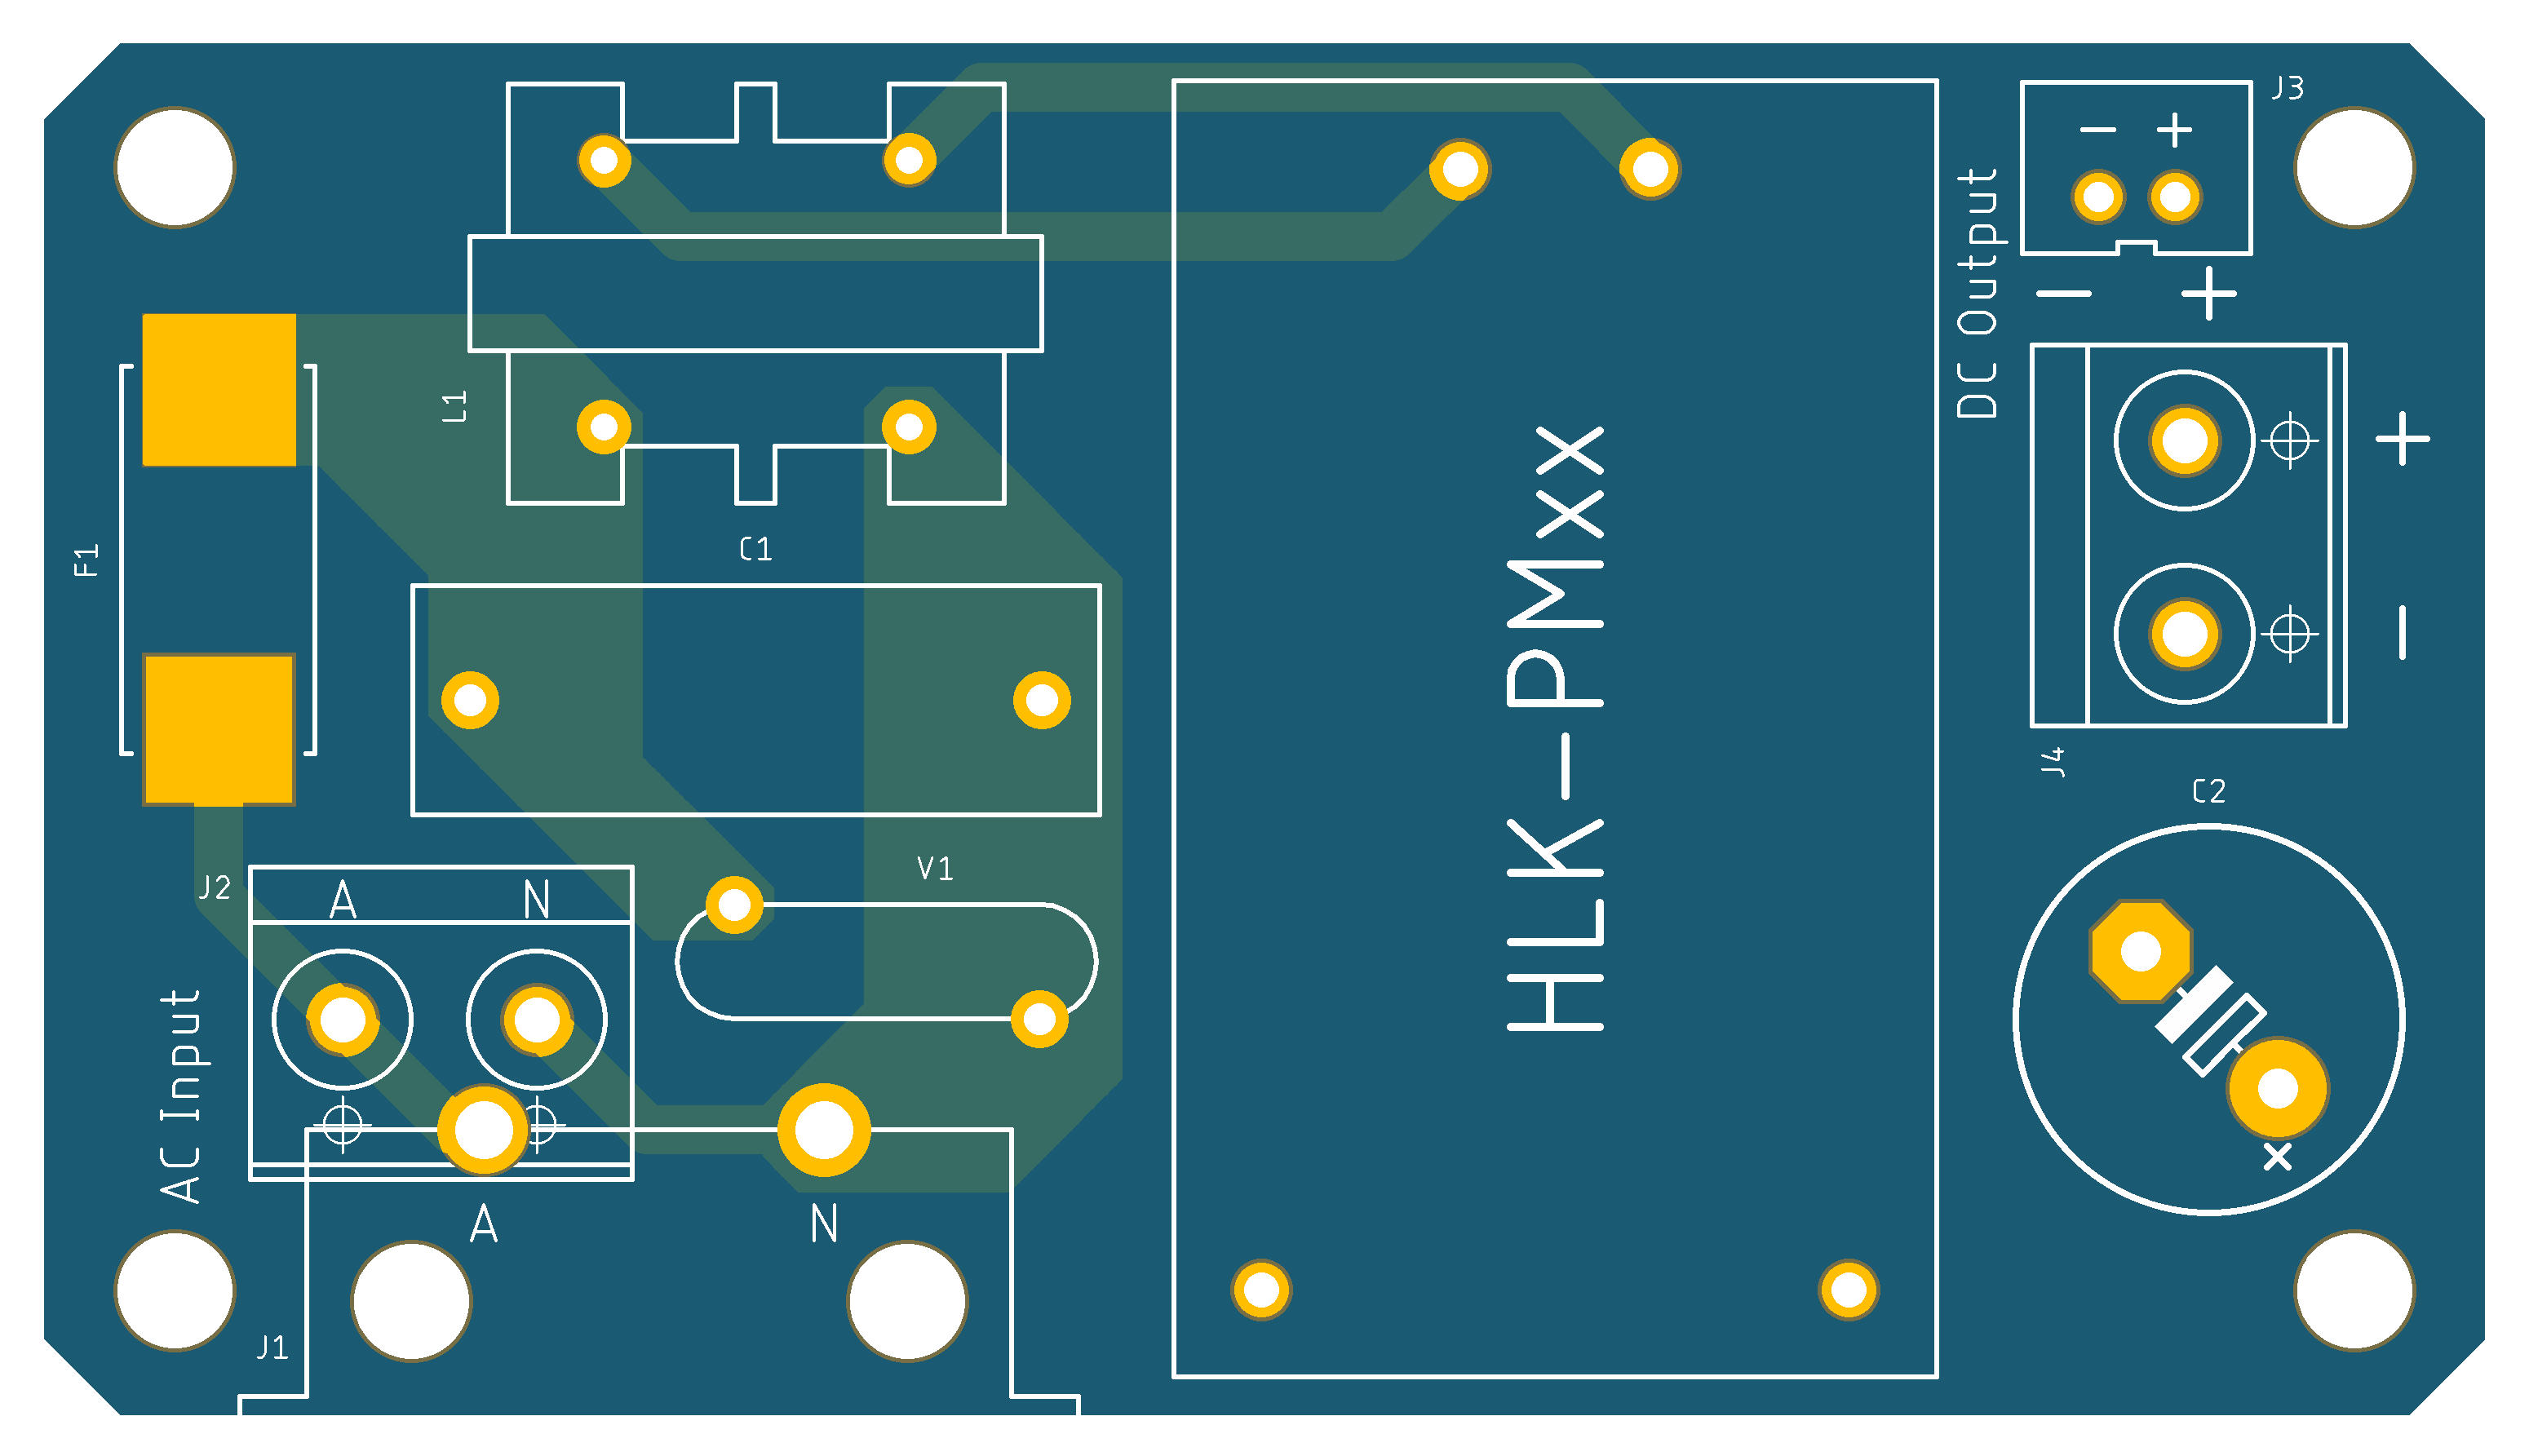 J3
- +
DC Output
- +
L1
+
F1
C1
HLK-PMxx
-
J4
C2
V1
J2
A N
AC Input
+
A N
J1